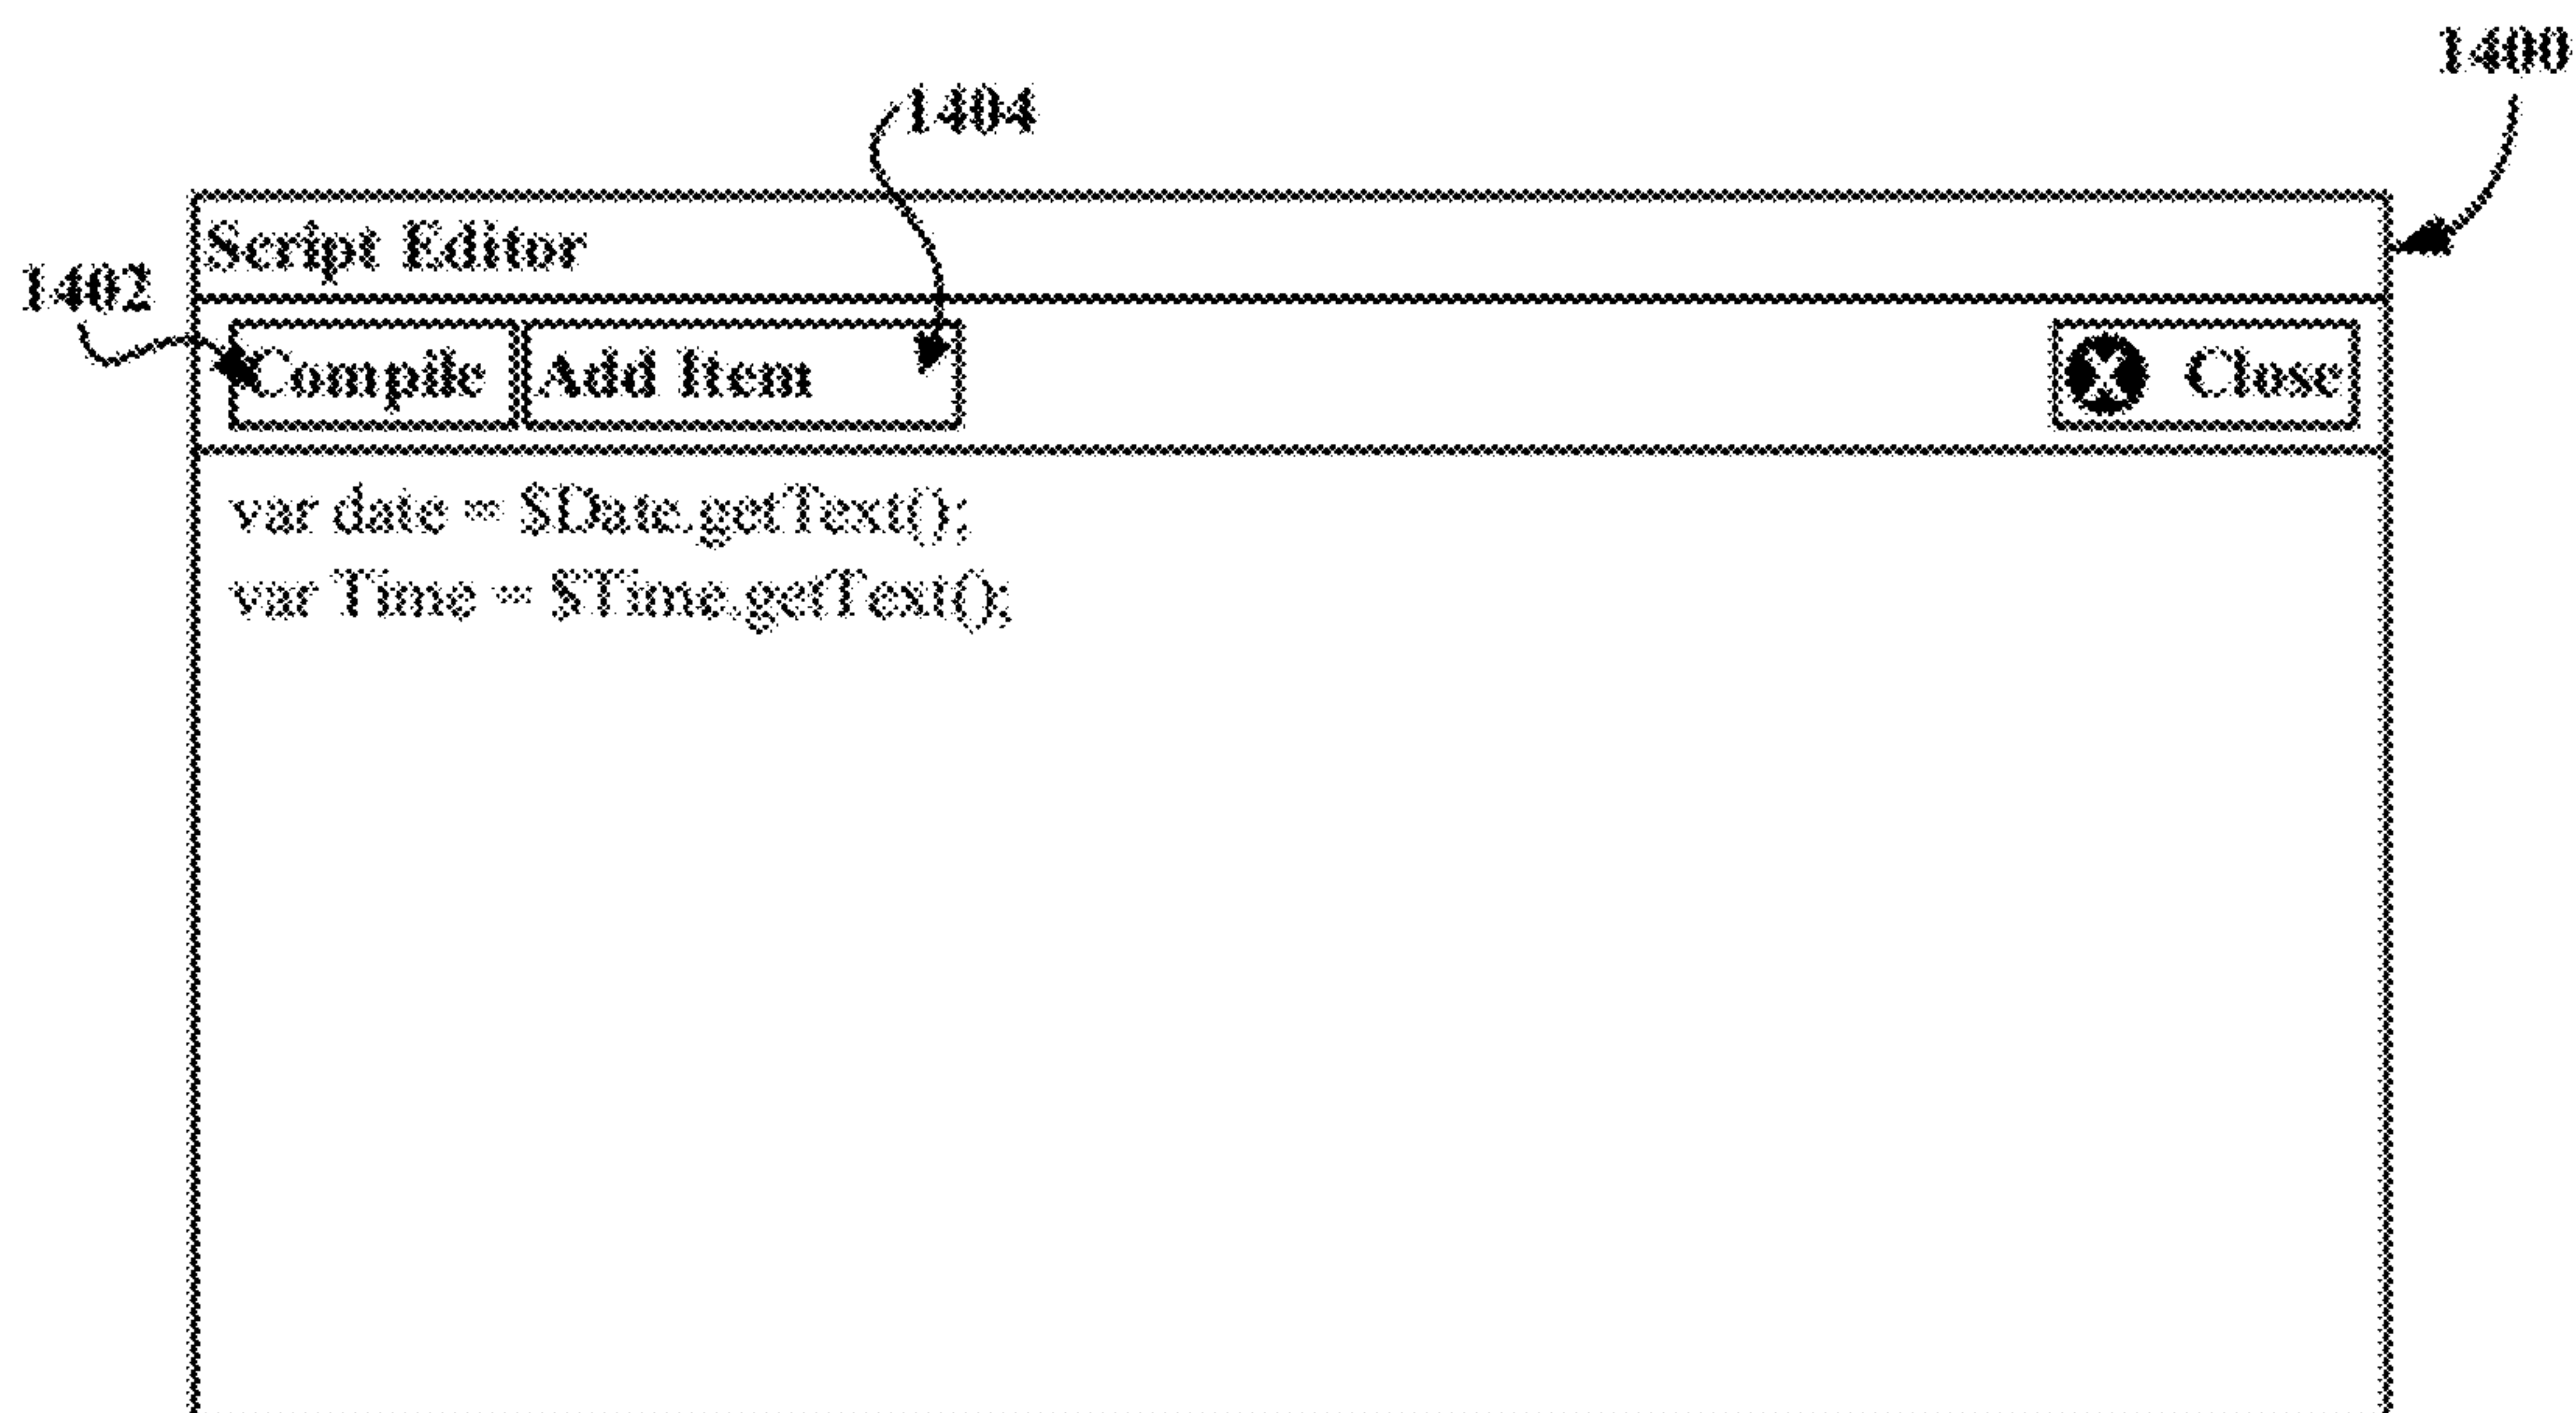 1400
1404
Script Editor
1402
Compile Add Item Close
var date = $Date.getText();
var Time = $Time.getText();